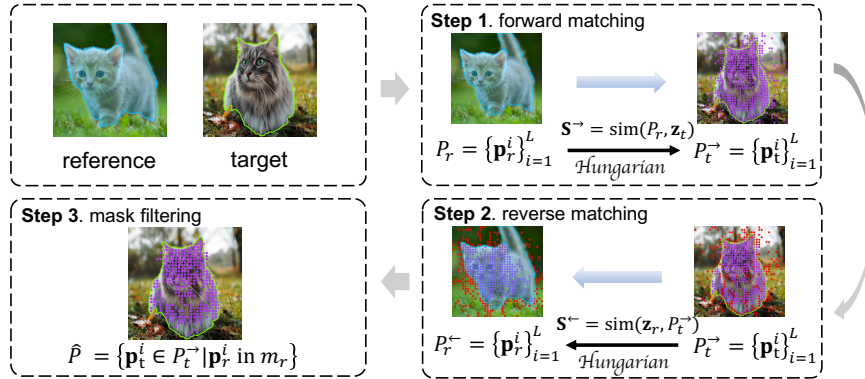 reference
target
Step 1. forward matching
S→ = sim(P_r, z_t)
P_r = {p_r^i}_{i=1}^L
Hungarian
P_t^→ = {p_t^i}_{i=1}^L
Step 2. reverse matching
S← = sim(z_r, P_t^→)
P_r^← = {p_r^i}_{i=1}^L
Hungarian
P_t^→ = {p_t^i}_{i=1}^L
Step 3. mask filtering
P̂ = {p_t^i ∈ P_t^→|p_r^i in m_r}